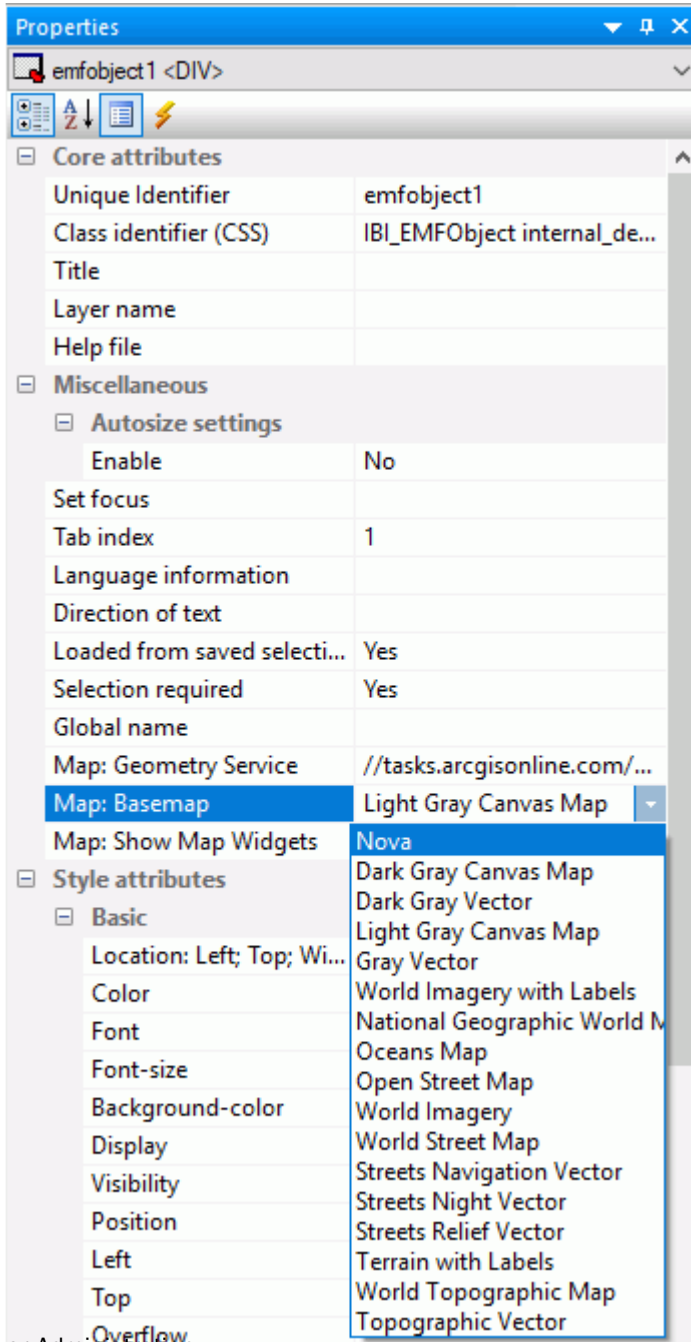 Properties
emfobject1 <DIV>
Core attributes
Unique Identifier emfobject1
Class identifier (CSS) IBI_EMFObject internal_de...
Title
Layer name
Help file
Miscellaneous
Autosize settings
Enable No
Set focus
Tab index 1
Language information
Direction of text
Loaded from saved selecti... Yes
Selection required Yes
Global name
Map: Geometry Service //tasks.arcgisonline.com/...
Map: Basemap Light Gray Canvas Map
Map: Show Map Widgets
Nova
Dark Gray Canvas Map
Dark Gray Vector
Light Gray Canvas Map
Gray Vector
World Imagery with Labels
National Geographic World M
Oceans Map
Open Street Map
World Imagery
World Street Map
Streets Navigation Vector
Streets Night Vector
Streets Relief Vector
Terrain with Labels
World Topographic Map
Topographic Vector
Style attributes
Basic
Location: Left; Top; Wi...
Color
Font
Font-size
Background-color
Display
Visibility
Position
Left
Top
Overflow